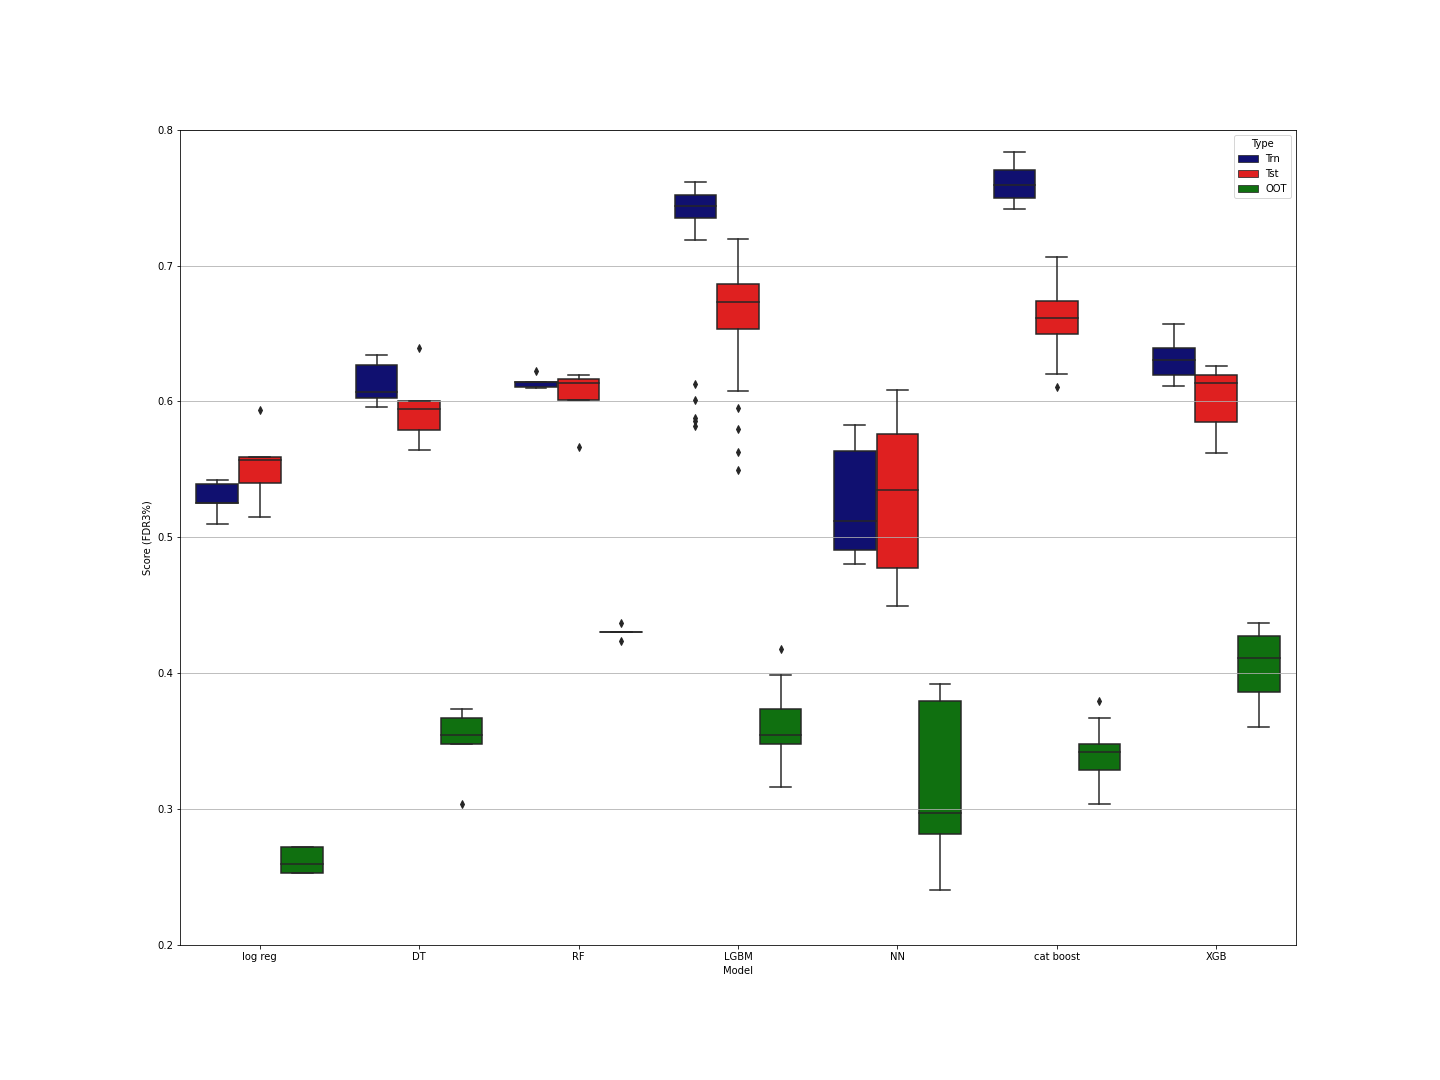 0.8
0.7
0.6
0.5
0.4
0.3
0.2
Score (FDR3%)
Type
Trn
Tst
OOT
log reg
DT
RF
LGBM
NN
cat boost
XGB
Model